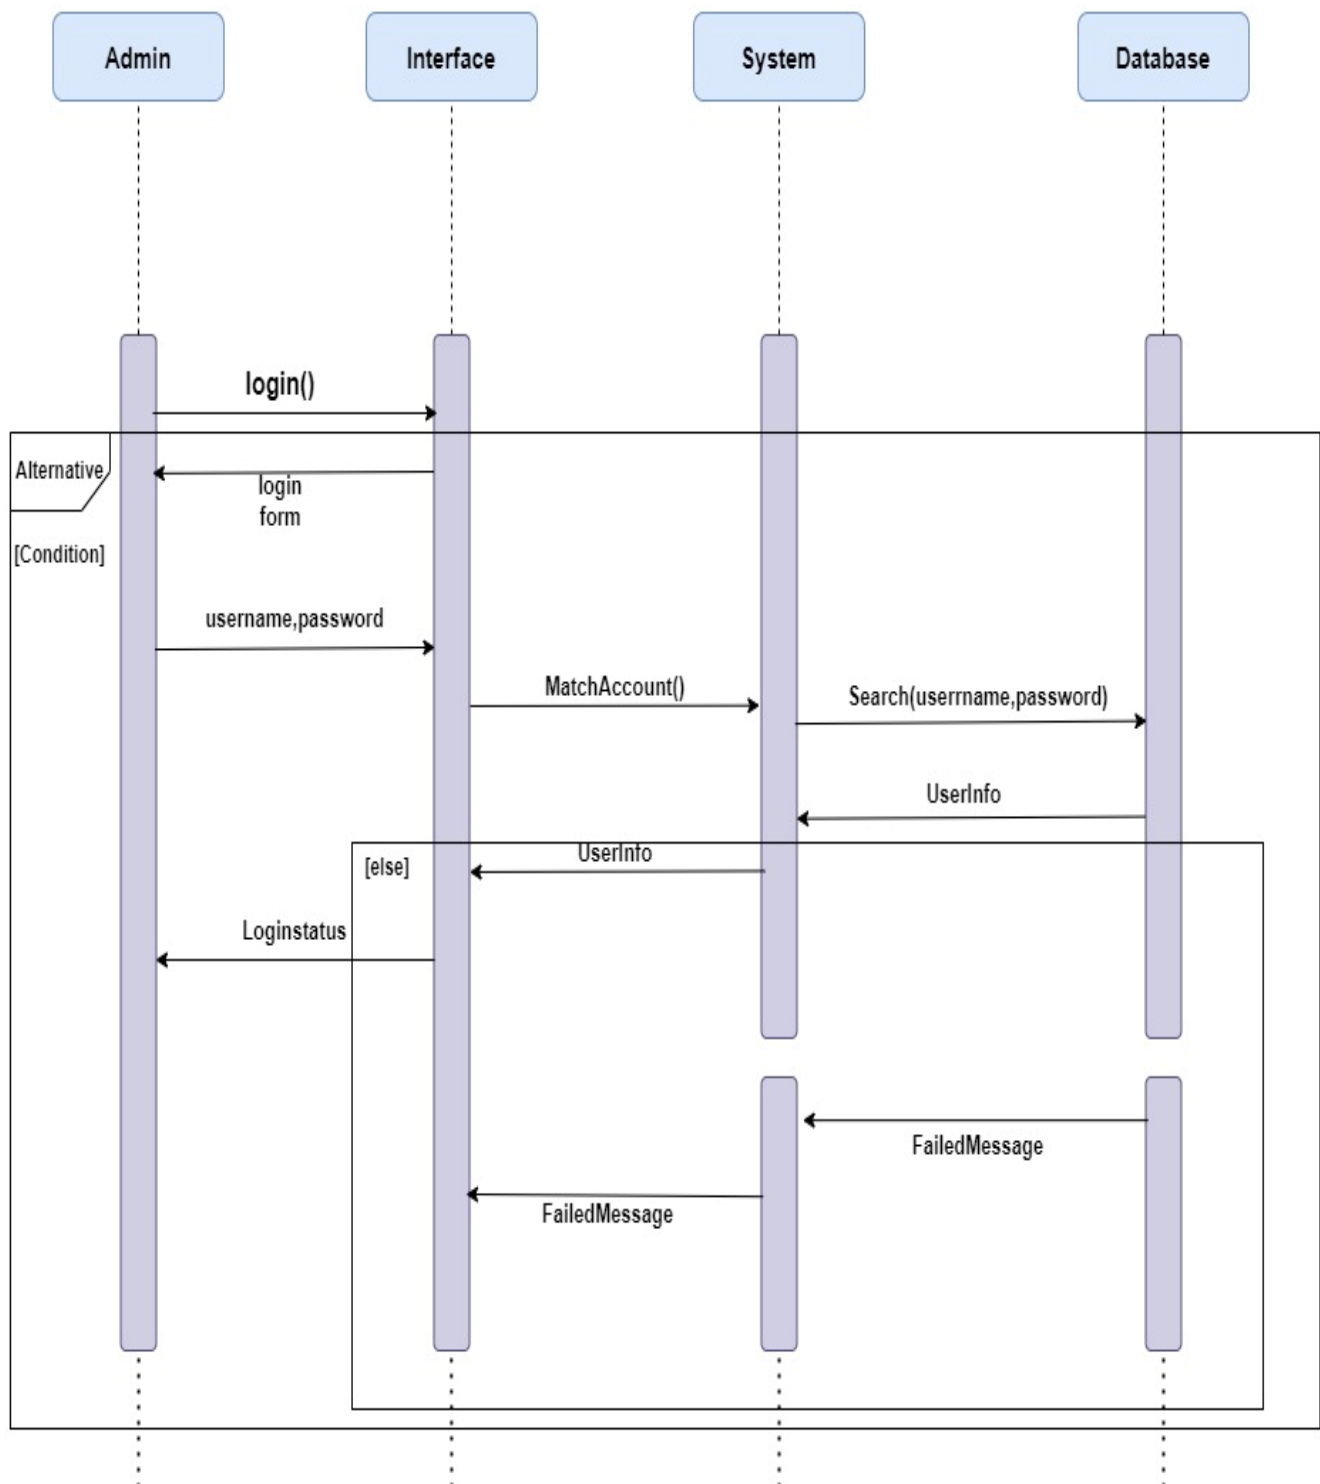 Admin
Interface
System
Database
login()
Alternative
login
form
[Condition]
username,password
MatchAccount()
Search(userrname,password)
UserInfo
UserInfo
[else]
Loginstatus
FailedMessage
FailedMessage